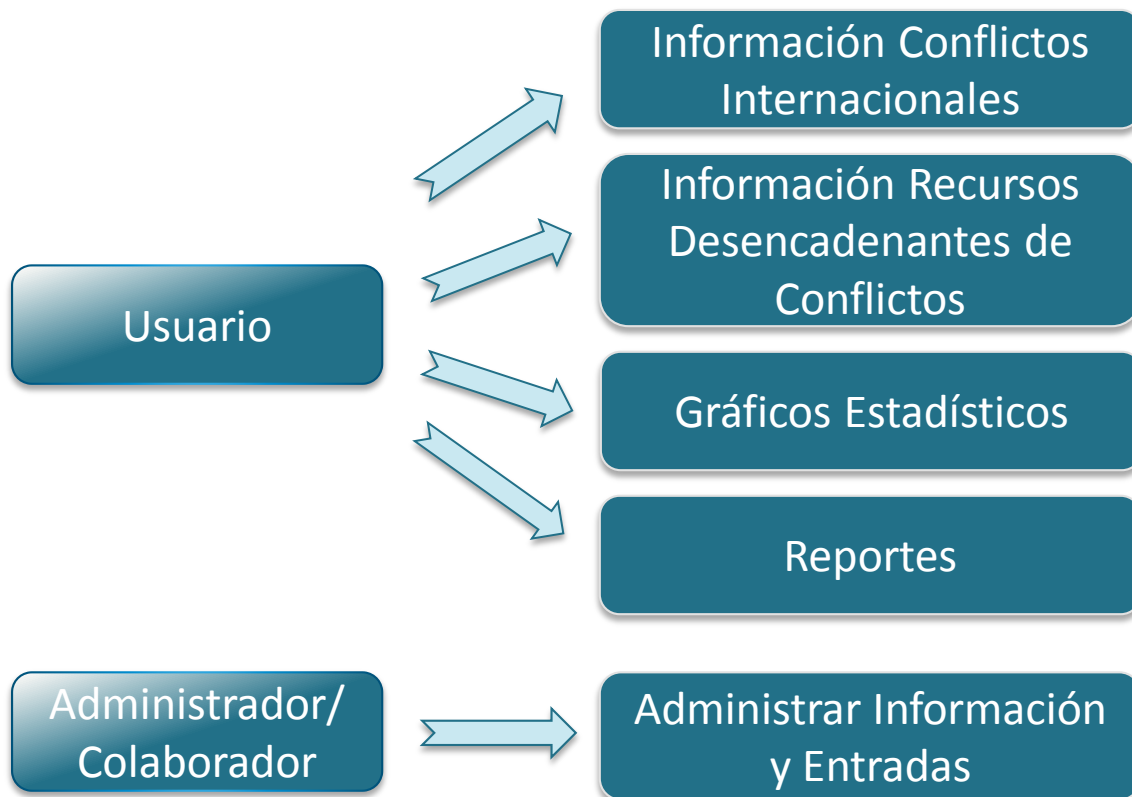 Información Conflictos
Internacionales
Información Recursos
Desencadenantes de
Conflictos
Usuario
Gráficos Estadísticos
Reportes
Administrador/
Colaborador
Administrar Información
y Entradas